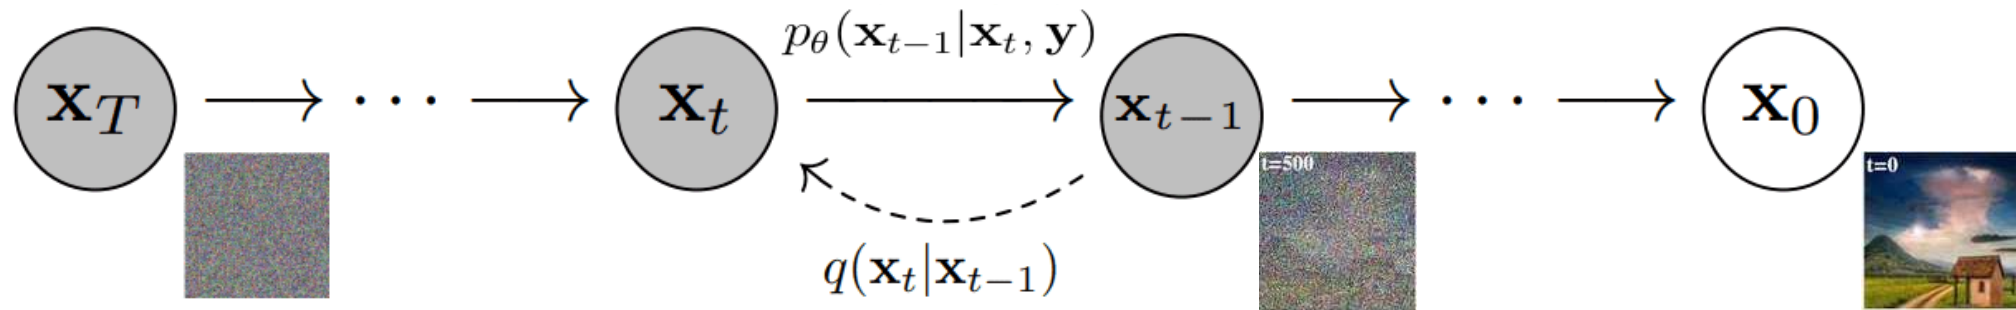 p_θ(x_{t−1}|x_t, y)
x_T → ··· → x_t → x_{t−1} → ··· → x_0
t=500
t=0
q(x_t|x_{t−1})